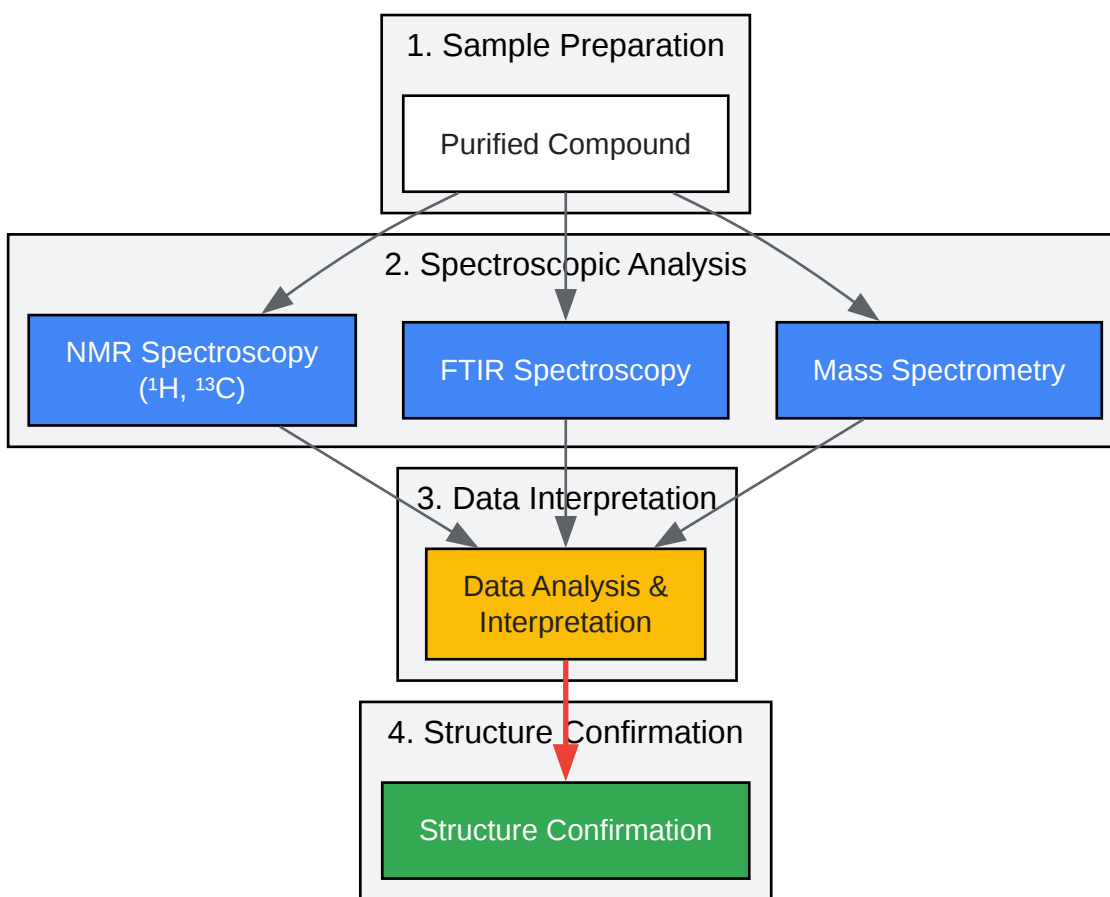 1. Sample Preparation
Purified Compound
2. Spectroscopic Analysis
NMR Spectroscopy
(¹H, ¹³C)
FTIR Spectroscopy
Mass Spectrometry
3. Data Interpretation
Data Analysis &
Interpretation
4. Structure Confirmation
Structure Confirmation